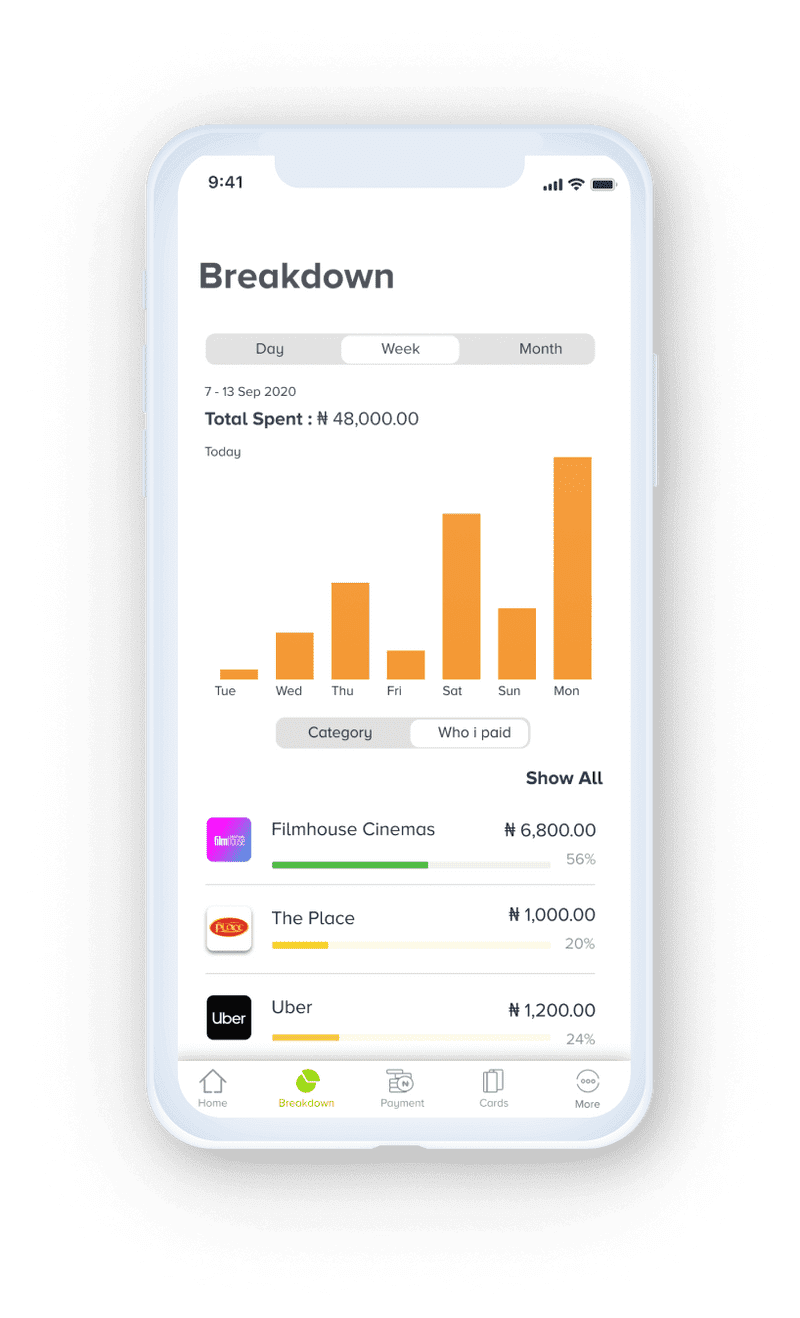 9:41
Breakdown
Day Week Month
7 - 13 Sep 2020
Total Spent : ₦ 48,000.00
Today
Tue Wed Thu Fri Sat Sun Mon
Category Who i paid
Show All
filmhouse
Filmhouse Cinemas ₦ 6,800.00
56%
PLACE
The Place ₦ 1,000.00
20%
Uber
Uber ₦ 1,200.00
24%
N
Home Breakdown Payment Cards More